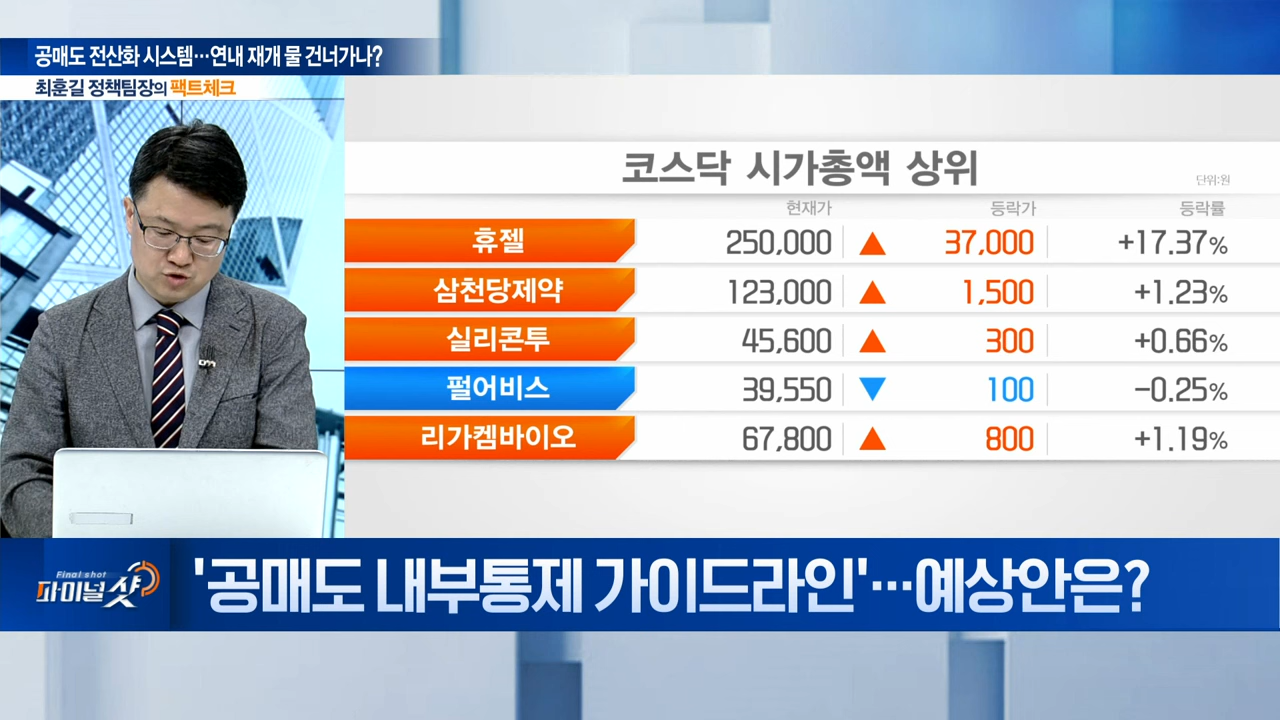 공매도 전산화 시스템…연내 재개 물 건너가나?
최훈길 정책팀장의 팩트체크
코스닥 시가총액 상위
단위:원
현재가 등락가 등락률
휴젤 250,000 ▲ 37,000 +17.37%
삼천당제약 123,000 ▲ 1,500 +1.23%
실리콘투 45,600 ▲ 300 +0.66%
펄어비스 39,550 ▼ 100 -0.25%
리가켐바이오 67,800 ▲ 800 +1.19%
Final shot
파이널샷
'공매도 내부통제 가이드라인'…예상안은?